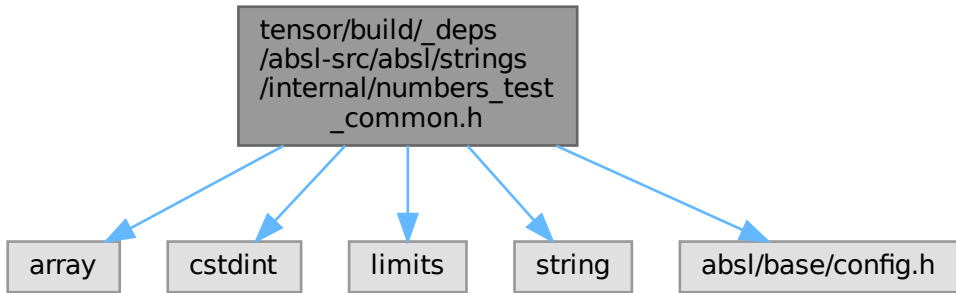 tensor/build/_deps
/absl-src/absl/strings
/internal/numbers_test
_common.h
array
cstdint
limits
string
absl/base/config.h